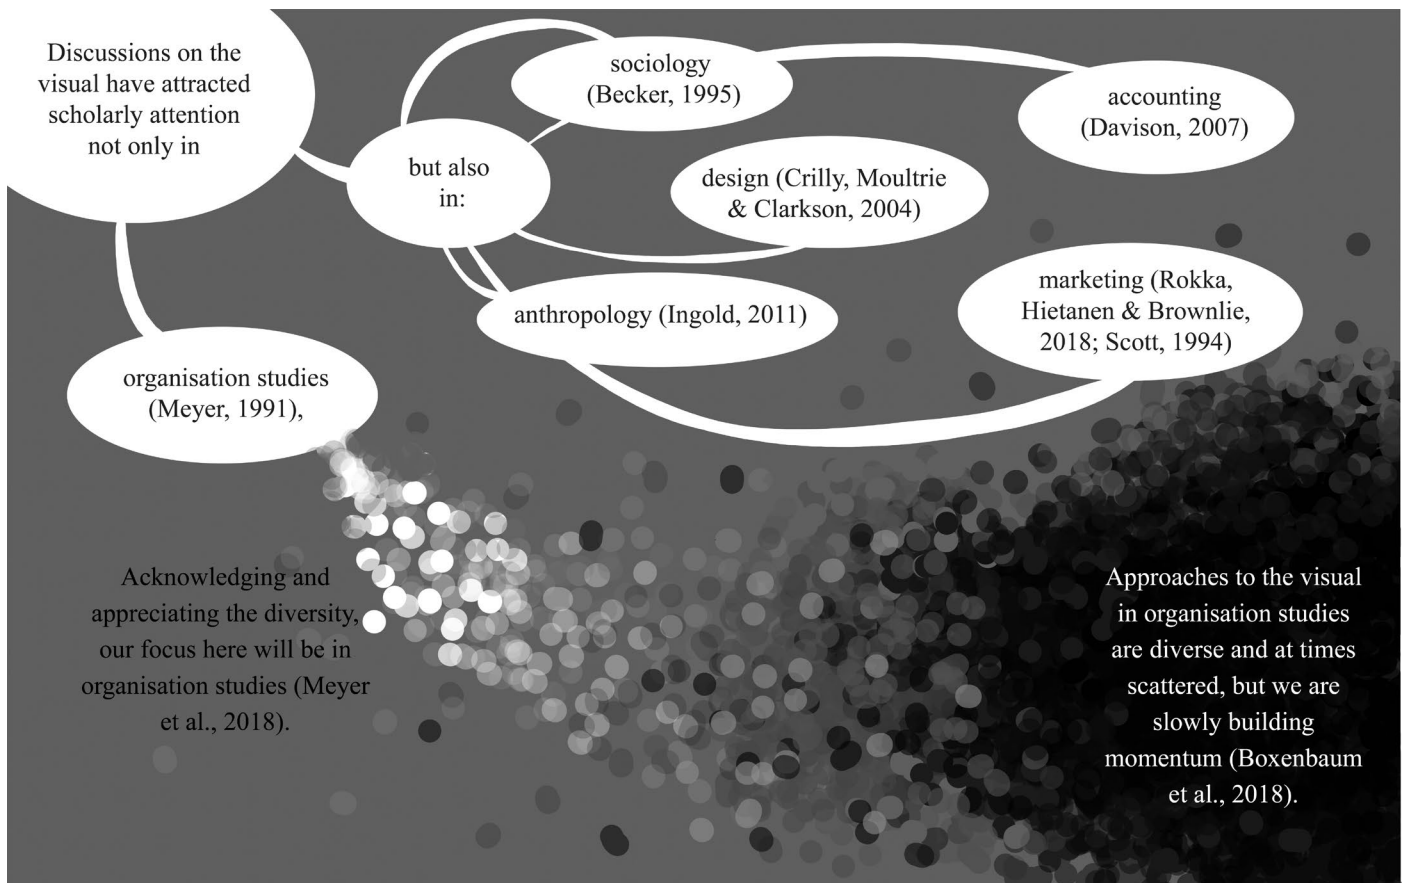 Discussions on the
visual have attracted
scholarly attention
not only in
organisation studies
(Meyer, 1991),
but also
in:
sociology
(Becker, 1995)
accounting
(Davison, 2007)
design (Crilly, Moultrie
& Clarkson, 2004)
anthropology (Ingold, 2011)
marketing (Rokka,
Hietanen & Brownlie,
2018; Scott, 1994)
Acknowledging and
appreciating the diversity,
our focus here will be in
organisation studies (Meyer
et al., 2018).
Approaches to the visual
in organisation studies
are diverse and at times
scattered, but we are
slowly building
momentum (Boxenbaum
et al., 2018).